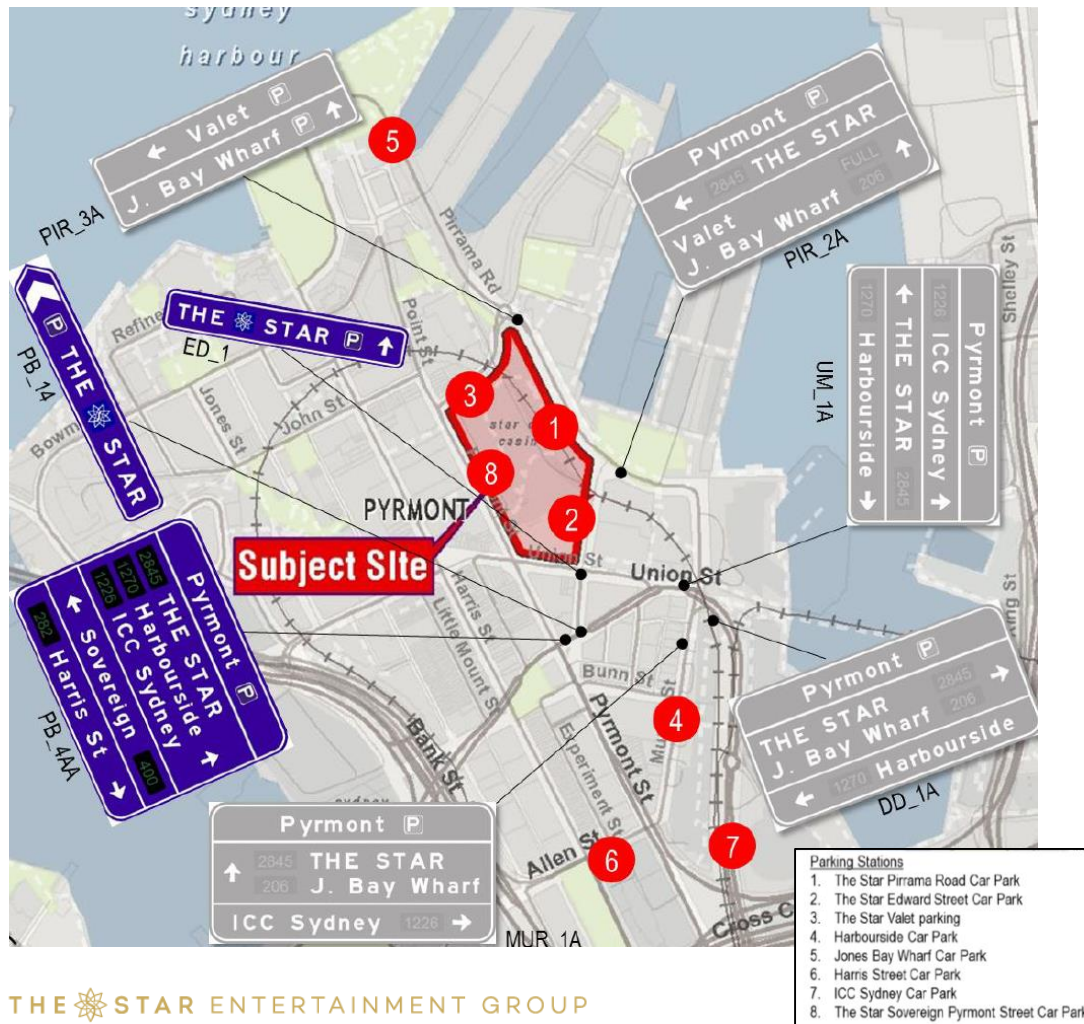 sydney
harbour
Valet P
J. Bay Wharf P
PIR_3A
Pyrmont P
2845 THE STAR
Valet FULL
J. Bay Wharf 206
PIR_2A
Pirrama Rd
Shelley St
THE STAR P
ED_1
P THE STAR
PB_14
Point St
Jones St
John St
star
PYRMONT
Subject SIte
Union St
Union St
Pyrmont P
1226 ICC Sydney
THE STAR 2845
1270 Harbourside
UM_1A
Pyrmont P
2845 THE STAR
1270 Harbourside
1226 ICC Sydney
Sovereign 400
282 Harris St
PB_4AA
Harris St
Little Mount St
Bunn St
Bank St
Experiment St
Pyrmont St
Allen St
Pyrmont P
THE STAR 2845
J. Bay Wharf 206
1270 Harbourside
DD_1A
Pyrmont P
2845 THE STAR
206 J. Bay Wharf
ICC Sydney 1226
MUR_1A
1
2
3
4
5
6
7
8
Parking Stations
1. The Star Pirrama Road Car Park
2. The Star Edward Street Car Park
3. The Star Valet parking
4. Harbourside Car Park
5. Jones Bay Wharf Car Park
6. Harris Street Car Park
7. ICC Sydney Car Park
8. The Star Sovereign Pyrmont Street Car Park
THE STAR ENTERTAINMENT GROUP